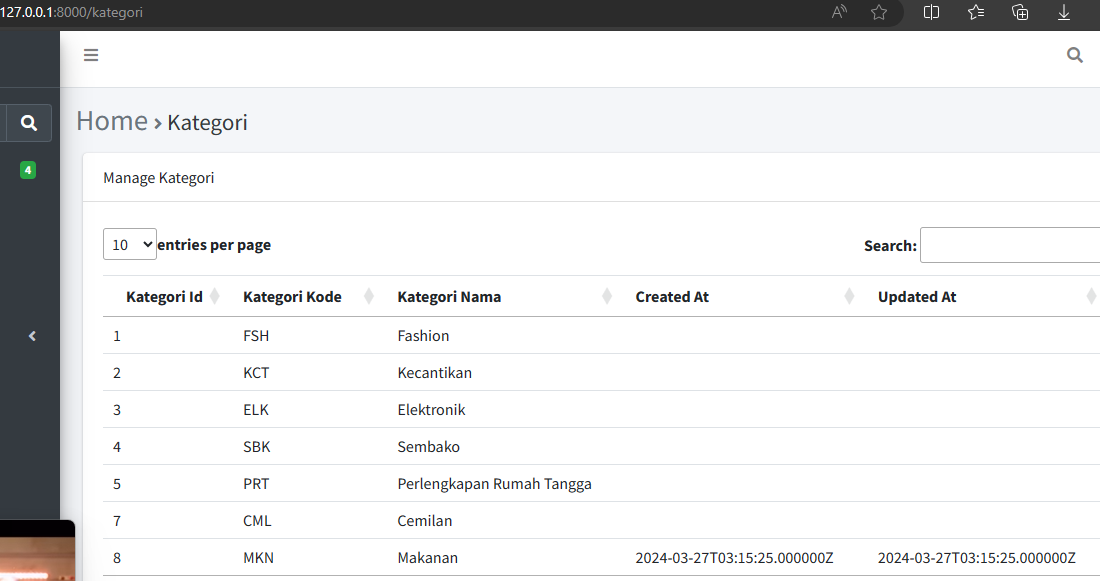 127.0.0.1:8000/kategori
Home › Kategori
4
Manage Kategori
10 entries per page Search:
Kategori Id Kategori Kode Kategori Nama Created At Updated At
1 FSH Fashion
2 KCT Kecantikan
3 ELK Elektronik
4 SBK Sembako
5 PRT Perlengkapan Rumah Tangga
7 CML Cemilan
8 MKN Makanan 2024-03-27T03:15:25.000000Z 2024-03-27T03:15:25.000000Z